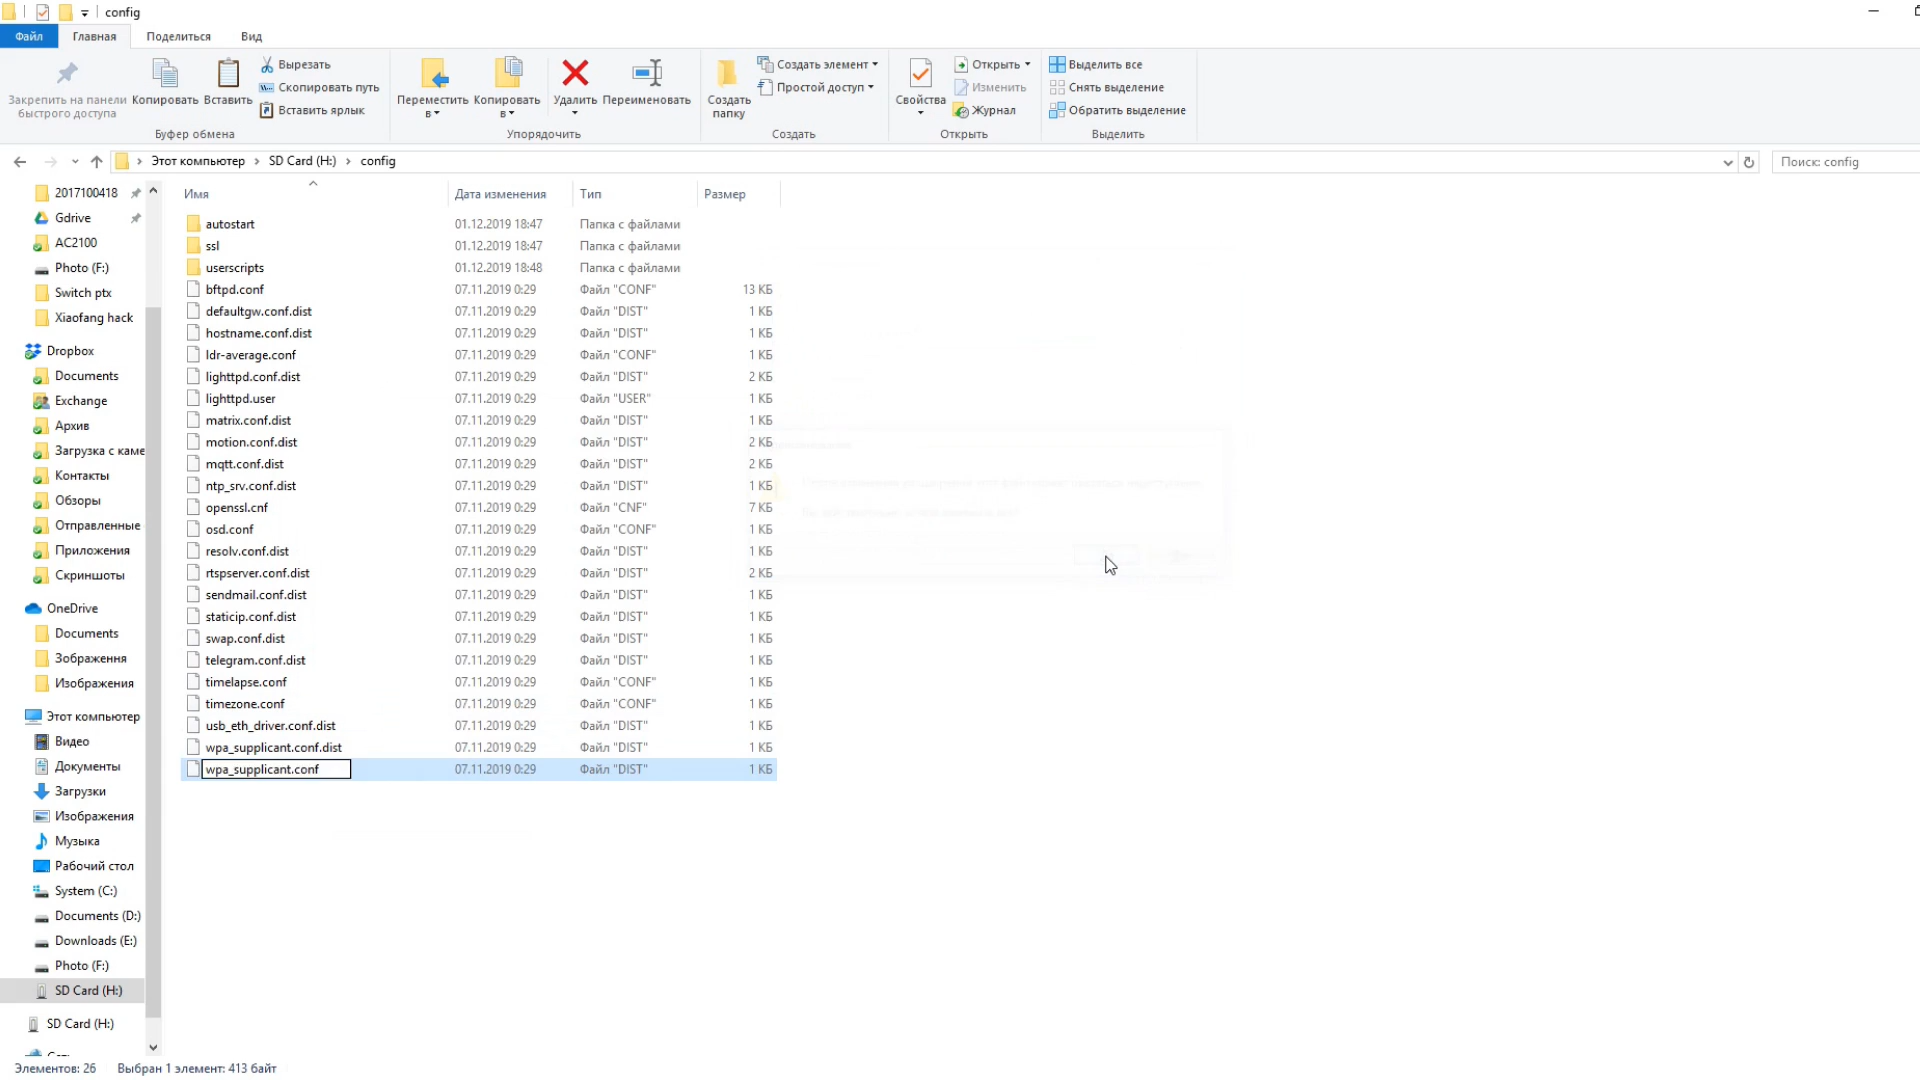 config
Файл Главная Поделиться Вид
Закрепить на панели быстрого доступа
Копировать
Вставить
Вырезать
Скопировать путь
Вставить ярлык
Буфер обмена
Переместить в
Копировать в
Удалить
Переименовать
Упорядочить
Создать папку
Создать элемент
Простой доступ
Создать
Свойства
Открыть
Изменить
Журнал
Открыть
Выделить все
Снять выделение
Обратить выделение
Выделить
Этот компьютер > SD Card (H:) > config
Поиск: config
2017100418
Gdrive
AC2100
Photo (F:)
Switch ptx
Xiaofang hack
Dropbox
Documents
Exchange
Архив
Загрузка с каме
Контакты
Обзоры
Отправленные
Приложения
Скриншоты
OneDrive
Documents
Зображення
Изображения
Этот компьютер
Видео
Документы
Загрузки
Изображения
Музыка
Рабочий стол
System (C:)
Documents (D:)
Downloads (E:)
Photo (F:)
SD Card (H:)
SD Card (H:)
Имя Дата изменения Тип Размер
autostart 01.12.2019 18:47 Папка с файлами
ssl 01.12.2019 18:47 Папка с файлами
userscripts 01.12.2019 18:48 Папка с файлами
bftpd.conf 07.11.2019 0:29 Файл "CONF" 13 КБ
defaultgw.conf.dist 07.11.2019 0:29 Файл "DIST" 1 КБ
hostname.conf.dist 07.11.2019 0:29 Файл "DIST" 1 КБ
ldr-average.conf 07.11.2019 0:29 Файл "CONF" 1 КБ
lighttpd.conf.dist 07.11.2019 0:29 Файл "DIST" 2 КБ
lighttpd.user 07.11.2019 0:29 Файл "USER" 1 КБ
matrix.conf.dist 07.11.2019 0:29 Файл "DIST" 1 КБ
motion.conf.dist 07.11.2019 0:29 Файл "DIST" 2 КБ
mqtt.conf.dist 07.11.2019 0:29 Файл "DIST" 2 КБ
ntp_srv.conf.dist 07.11.2019 0:29 Файл "DIST" 1 КБ
openssl.cnf 07.11.2019 0:29 Файл "CNF" 7 КБ
osd.conf 07.11.2019 0:29 Файл "CONF" 1 КБ
resolv.conf.dist 07.11.2019 0:29 Файл "DIST" 1 КБ
rtspserver.conf.dist 07.11.2019 0:29 Файл "DIST" 2 КБ
sendmail.conf.dist 07.11.2019 0:29 Файл "DIST" 1 КБ
staticip.conf.dist 07.11.2019 0:29 Файл "DIST" 1 КБ
swap.conf.dist 07.11.2019 0:29 Файл "DIST" 1 КБ
telegram.conf.dist 07.11.2019 0:29 Файл "DIST" 1 КБ
timelapse.conf 07.11.2019 0:29 Файл "CONF" 1 КБ
timezone.conf 07.11.2019 0:29 Файл "CONF" 1 КБ
usb_eth_driver.conf.dist 07.11.2019 0:29 Файл "DIST" 1 КБ
wpa_supplicant.conf.dist 07.11.2019 0:29 Файл "DIST" 1 КБ
wpa_supplicant.conf 07.11.2019 0:29 Файл "DIST" 1 КБ
Элементов: 26 Выбран 1 элемент: 413 байт